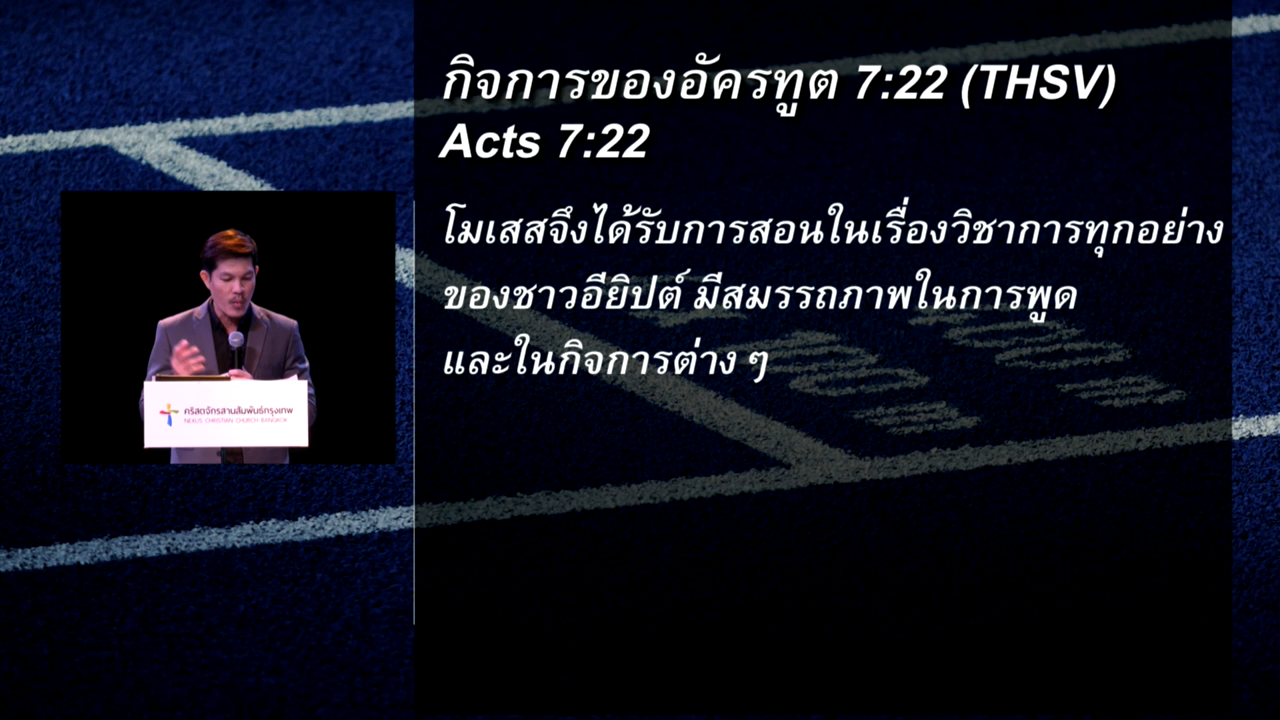 กิจการของอัครทูต 7:22 (THSV)
Acts 7:22
โมเสสจึงได้รับการสอนในเรื่องวิชาการทุกอย่าง
ของชาวอียิปต์ มีสมรรถภาพในการพูด
และในกิจการต่าง ๆ
คริสตจักรสานสัมพันธ์กรุงเทพ
NEXUS CHRISTIAN CHURCH BANGKOK